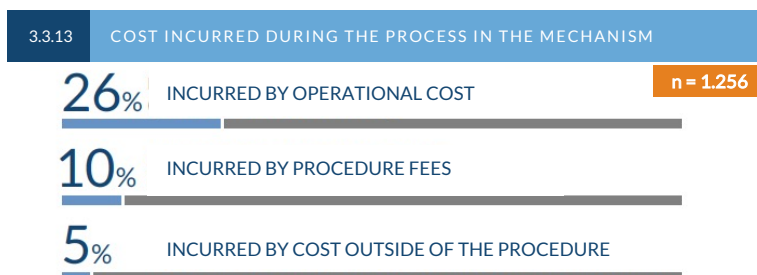 3.3.13 COST INCURRED DURING THE PROCESS IN THE MECHANISM
n = 1.256
26% INCURRED BY OPERATIONAL COST
10% INCURRED BY PROCEDURE FEES
5% INCURRED BY COST OUTSIDE OF THE PROCEDURE